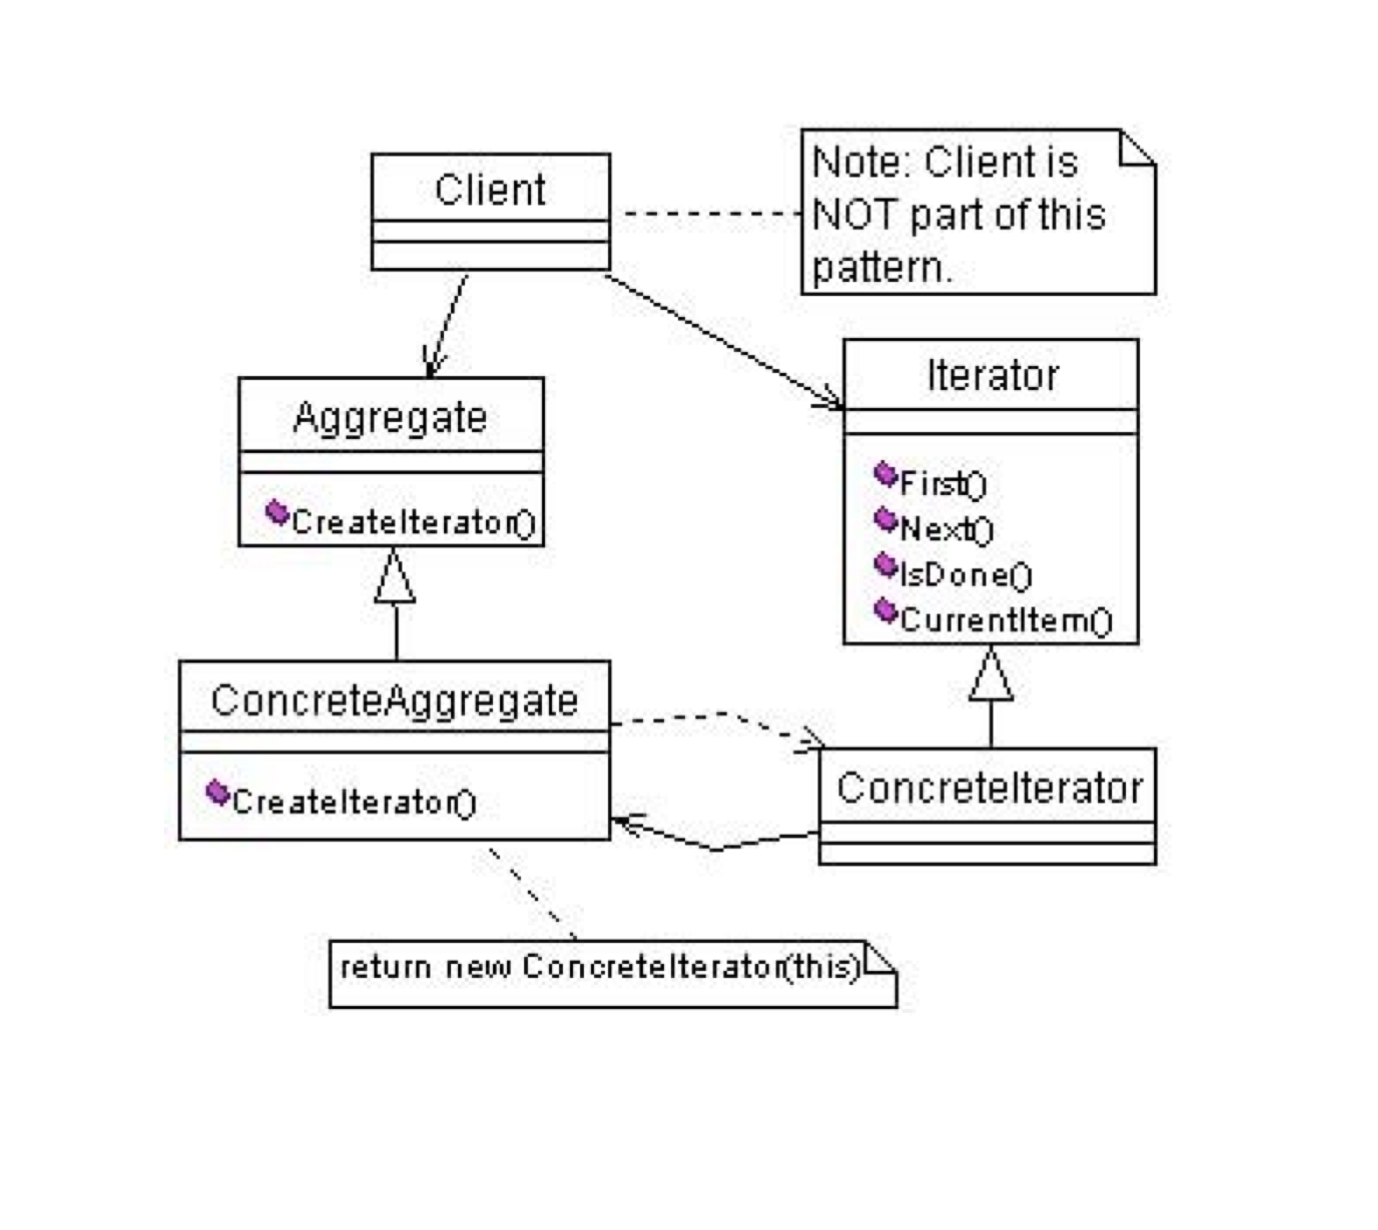 Client
Note: Client is
NOT part of this
pattern.
Aggregate
CreateIterator()
Iterator
First()
Next()
IsDone()
CurrentItem()
ConcreteAggregate
CreateIterator()
ConcreteIterator
return new ConcreteIterator(this)